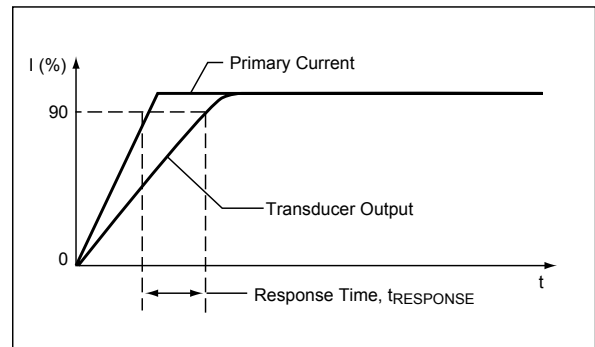 I (%)
Primary Current
90
Transducer Output
0
t
Response Time, tRESPONSE